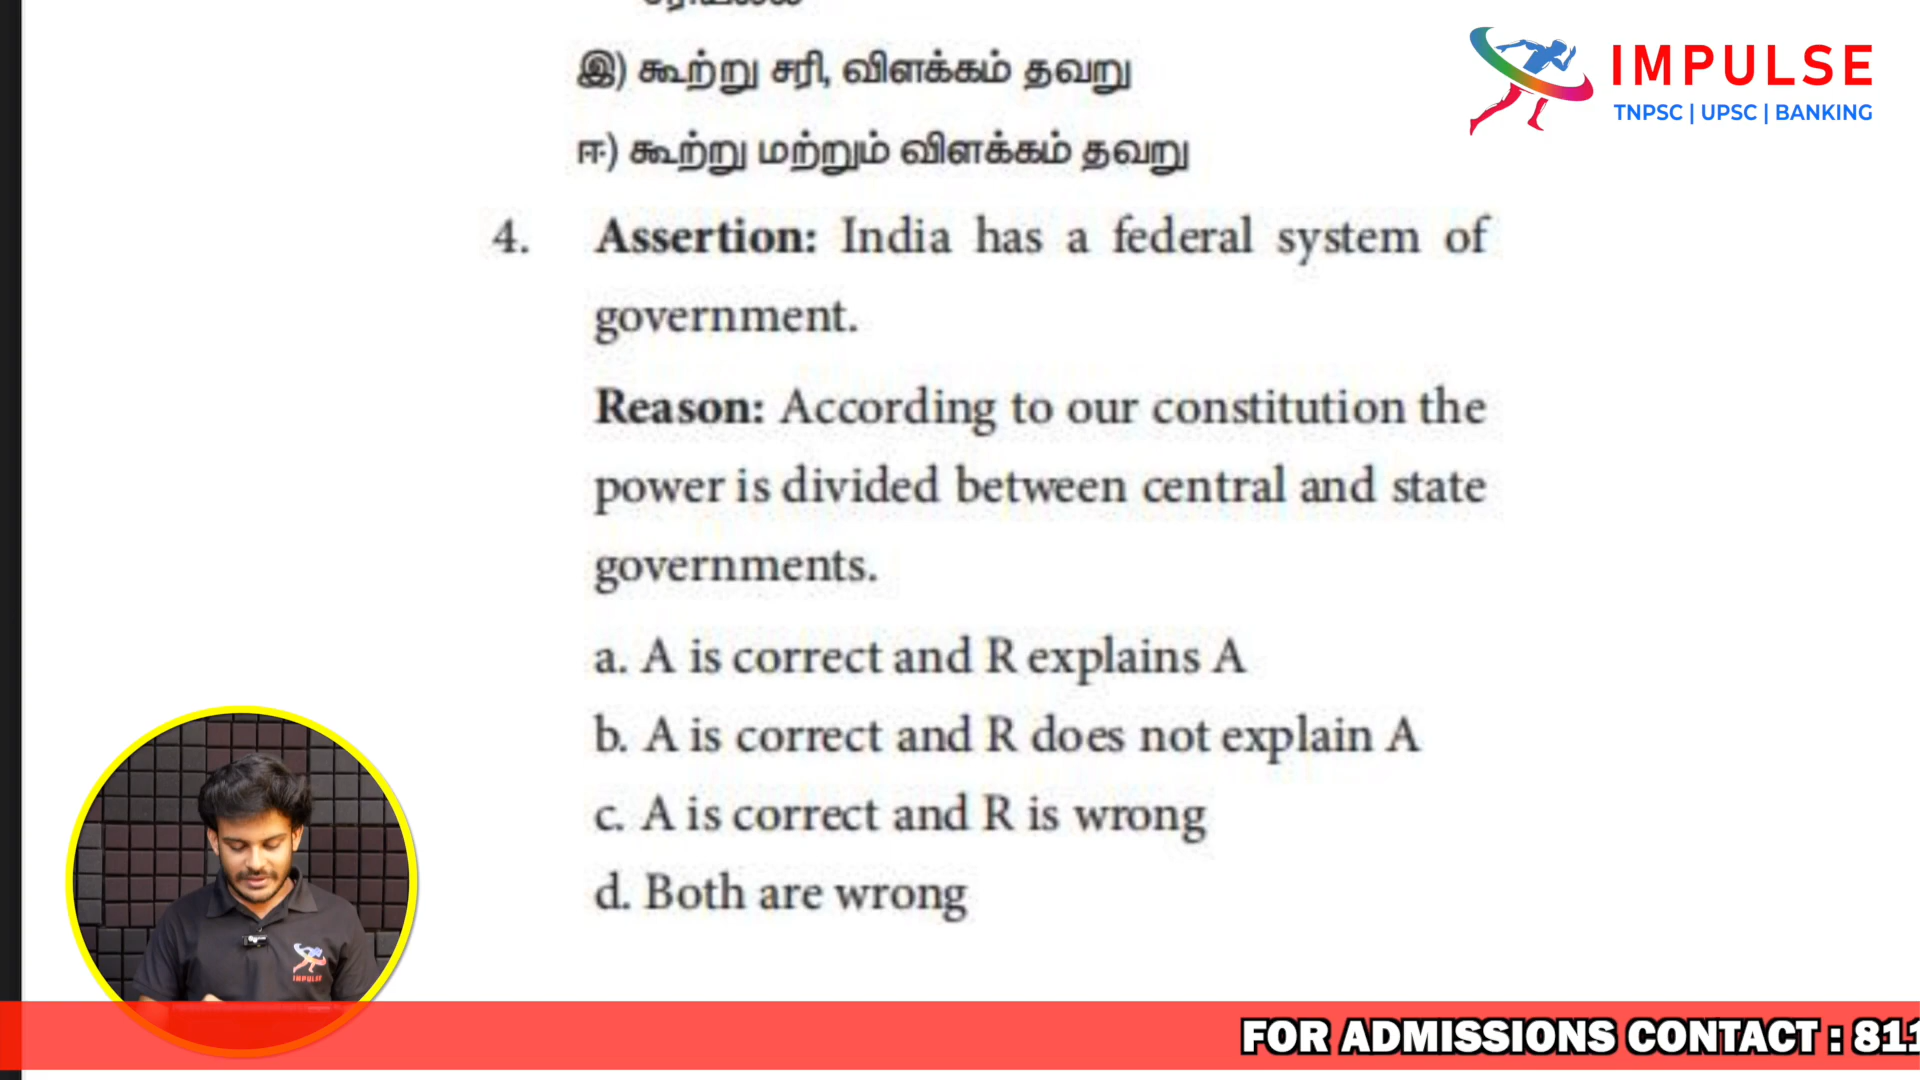 இ) கூற்று சரி, விளக்கம் தவறு
ஈ) கூற்று மற்றும் விளக்கம் தவறு
IMPULSE
TNPSC | UPSC | BANKING
4. Assertion: India has a federal system of
government.
Reason: According to our constitution the
power is divided between central and state
governments.
a. A is correct and R explains A
b. A is correct and R does not explain A
c. A is correct and R is wrong
d. Both are wrong
IMPULSE
FOR ADMISSIONS CONTACT : 811